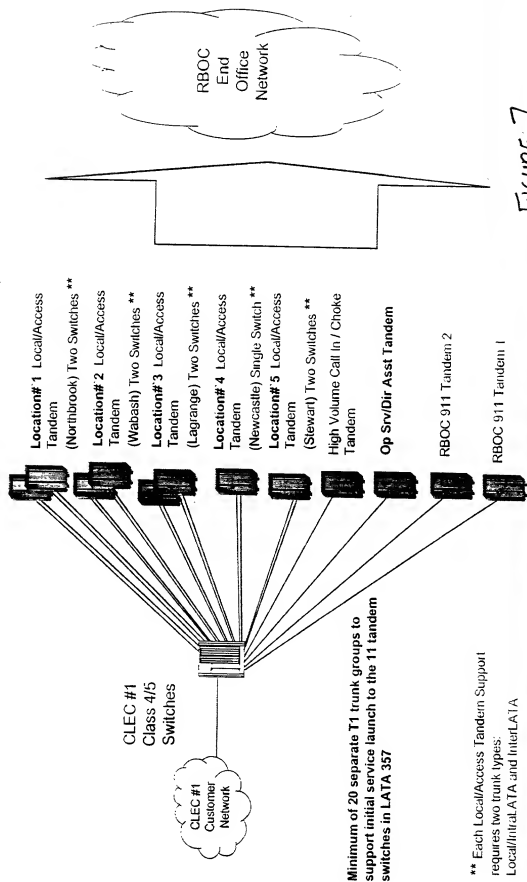 CLEC #1
Customer
Network
CLEC #1
Class 4/5
Switches
Location# 1 Local/Access
Tandem
(Northbrook) Two Switches **
Location# 2 Local/Access
Tandem
(Wabash) Two Switches **
Location# 3 Local/Access
Tandem
(Lagrange) Two Switches **
Location# 4 Local/Access
Tandem
(Newcastle) Single Switch **
Location# 5 Local/Access
Tandem
(Stewart) Two Switches **
High Volume Call In / Choke
Tandem
Op Srv/Dir Asst Tandem
RBOC 911 Tandem 2
RBOC 911 Tandem 1
RBOC
End
Office
Network
Minimum of 20 separate T1 trunk groups to
support initial service launch to the 11 tandem
switches in LATA 357
** Each Local/Access Tandem Support
requires two trunk types:
Local/IntraLATA and InterLATA
Figure 7